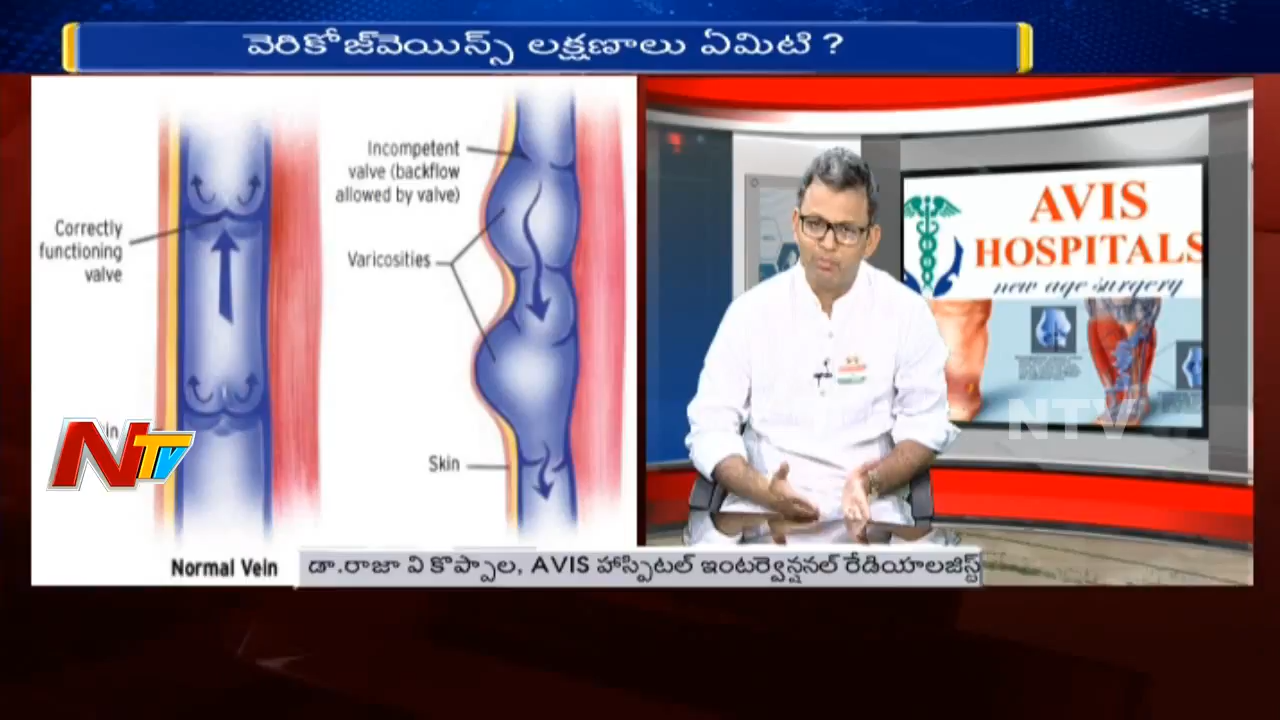 వెరికోజ్‌వెయిన్స్ లక్షణాలు ఏమిటి ?
Correctly
functioning
valve
Incompetent
valve (backflow
allowed by valve)
Varicosities
Skin
Normal Vein
NTV
AVIS
HOSPITALS
new age surgery
NTV
డా.రాజా వి కొప్పాల, AVIS హాస్పిటల్ ఇంటర్వెన్షనల్ రేడియాలజిస్ట్